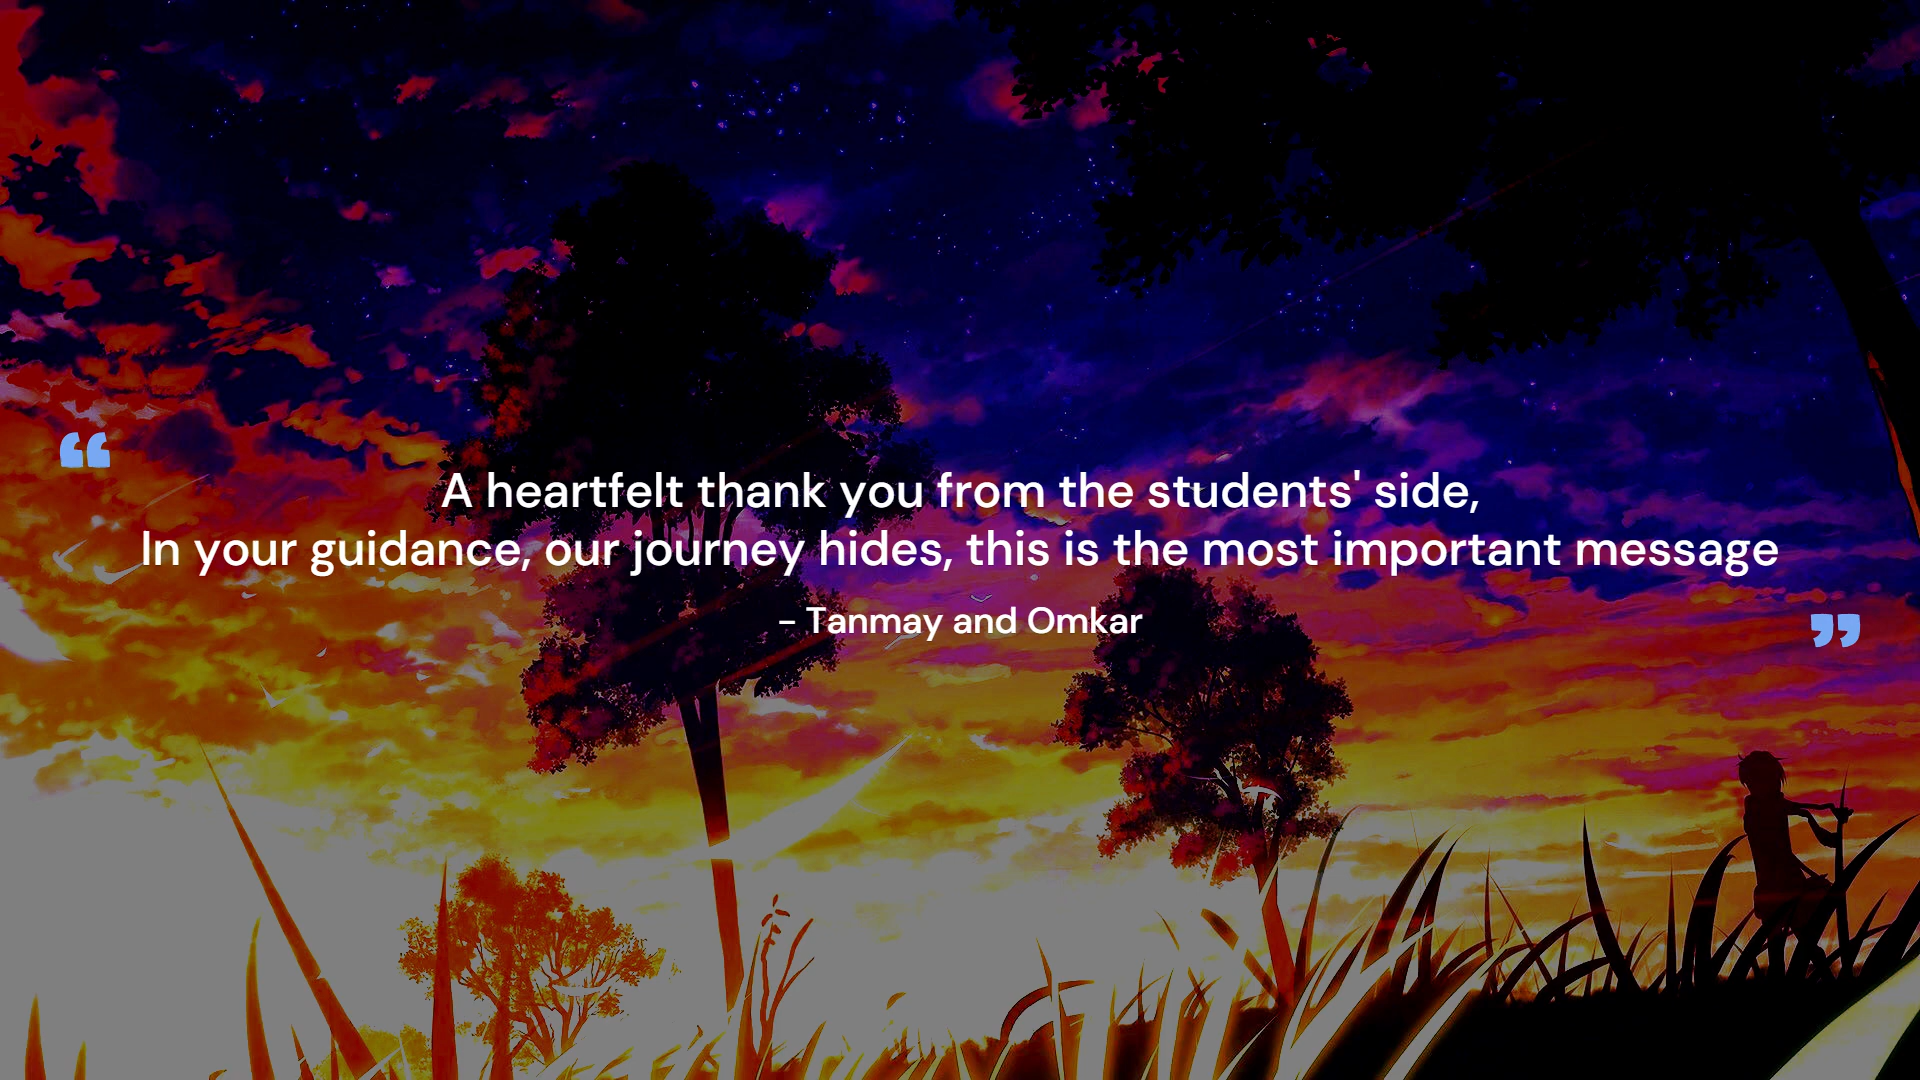 “
A heartfelt thank you from the students' side,
In your guidance, our journey hides, this is the most important message
– Tanmay and Omkar
”